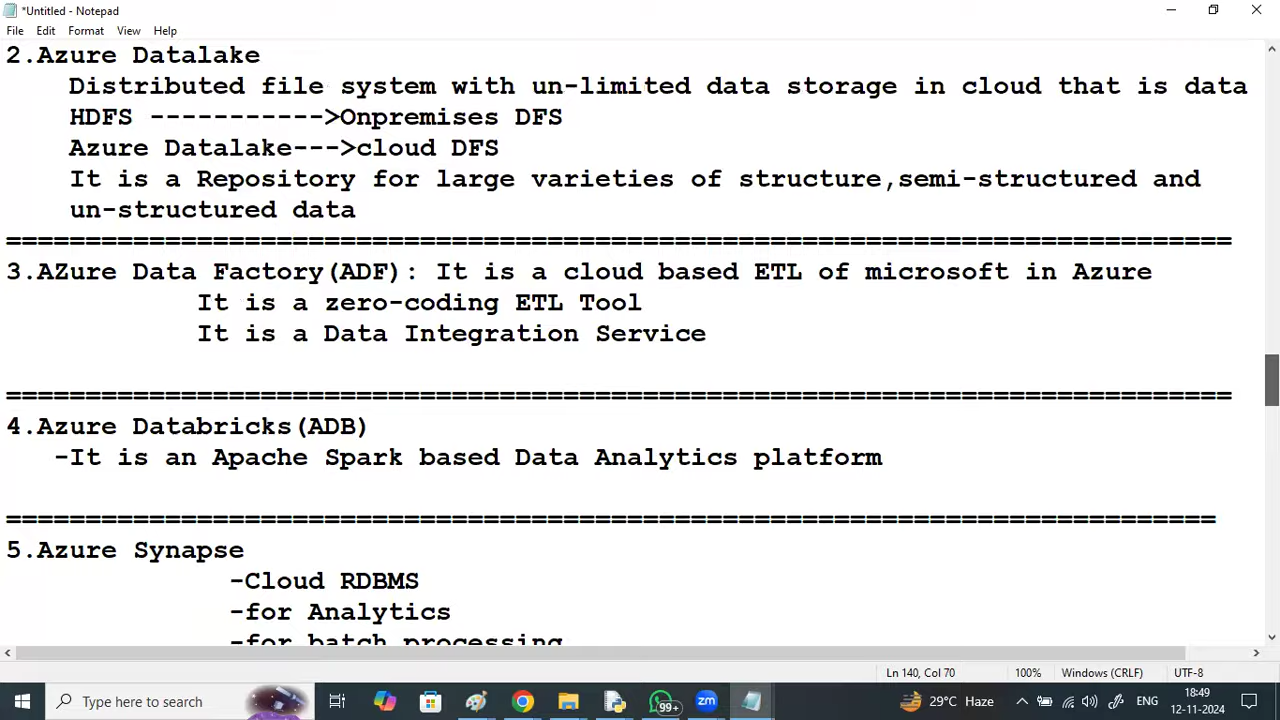 *Untitled - Notepad
File Edit Format View Help
2.Azure Datalake
Distributed file system with un-limited data storage in cloud that is data
HDFS ----------->Onpremises DFS
Azure Datalake--->cloud DFS
It is a Repository for large varieties of structure,semi-structured and
un-structured data
=============================================================================
3.AZure Data Factory(ADF): It is a cloud based ETL of microsoft in Azure
It is a zero-coding ETL Tool
It is a Data Integration Service
=============================================================================
4.Azure Databricks(ADB)
-It is an Apache Spark based Data Analytics platform
============================================================================
5.Azure Synapse
-Cloud RDBMS
-for Analytics
-for batch processing
Ln 140, Col 70 100% Windows (CRLF) UTF-8
Type here to search 99+ zm 29°C Haze ENG 18:49
12-11-2024